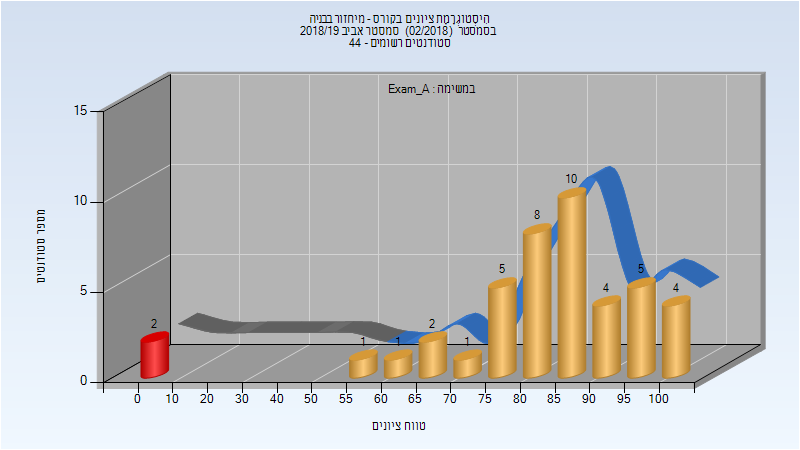 היסטוגרמת ציונים בקורס - מיחזור בבניה
בסמסטר (02/2018) סמסטר אביב 2018/19
סטודנטים רשומים - 44
במשימה : Exam_A
מספר סטודנטים
15
10
5
0
2
1
1
2
1
5
8
10
4
5
4
0 10 20 30 40 50 55 60 65 70 75 80 85 90 95 100
טווח ציונים